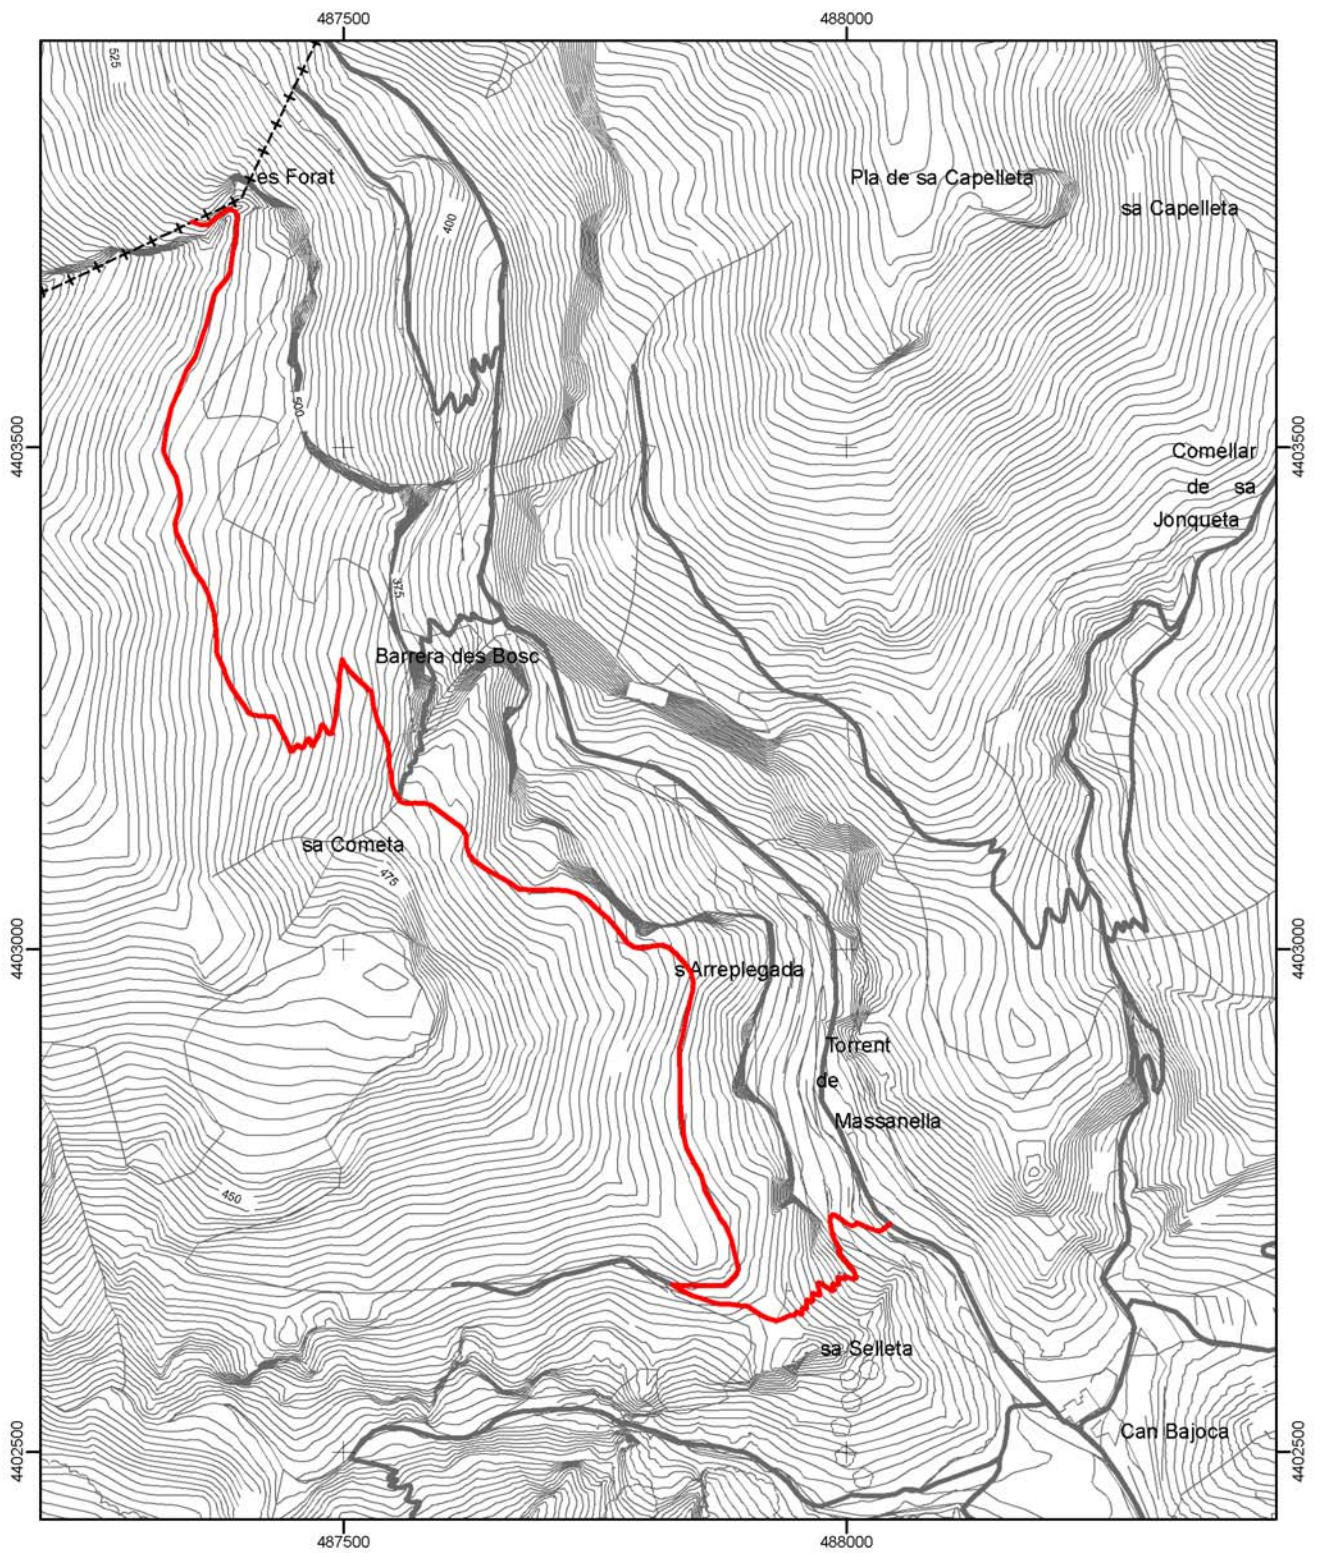 487500
488000
525
es Forat
Pla de sa Capelleta
sa Capelleta
400
500
4403500
4403500
Comellar
de sa
Jonqueta
375
Barrera des Bosc
sa Cometa
475
4403000
4403000
s'Arreplegada
Torrent
de
Massanella
450
sa Selleta
Can Bajoca
4402500
4402500
487500
488000